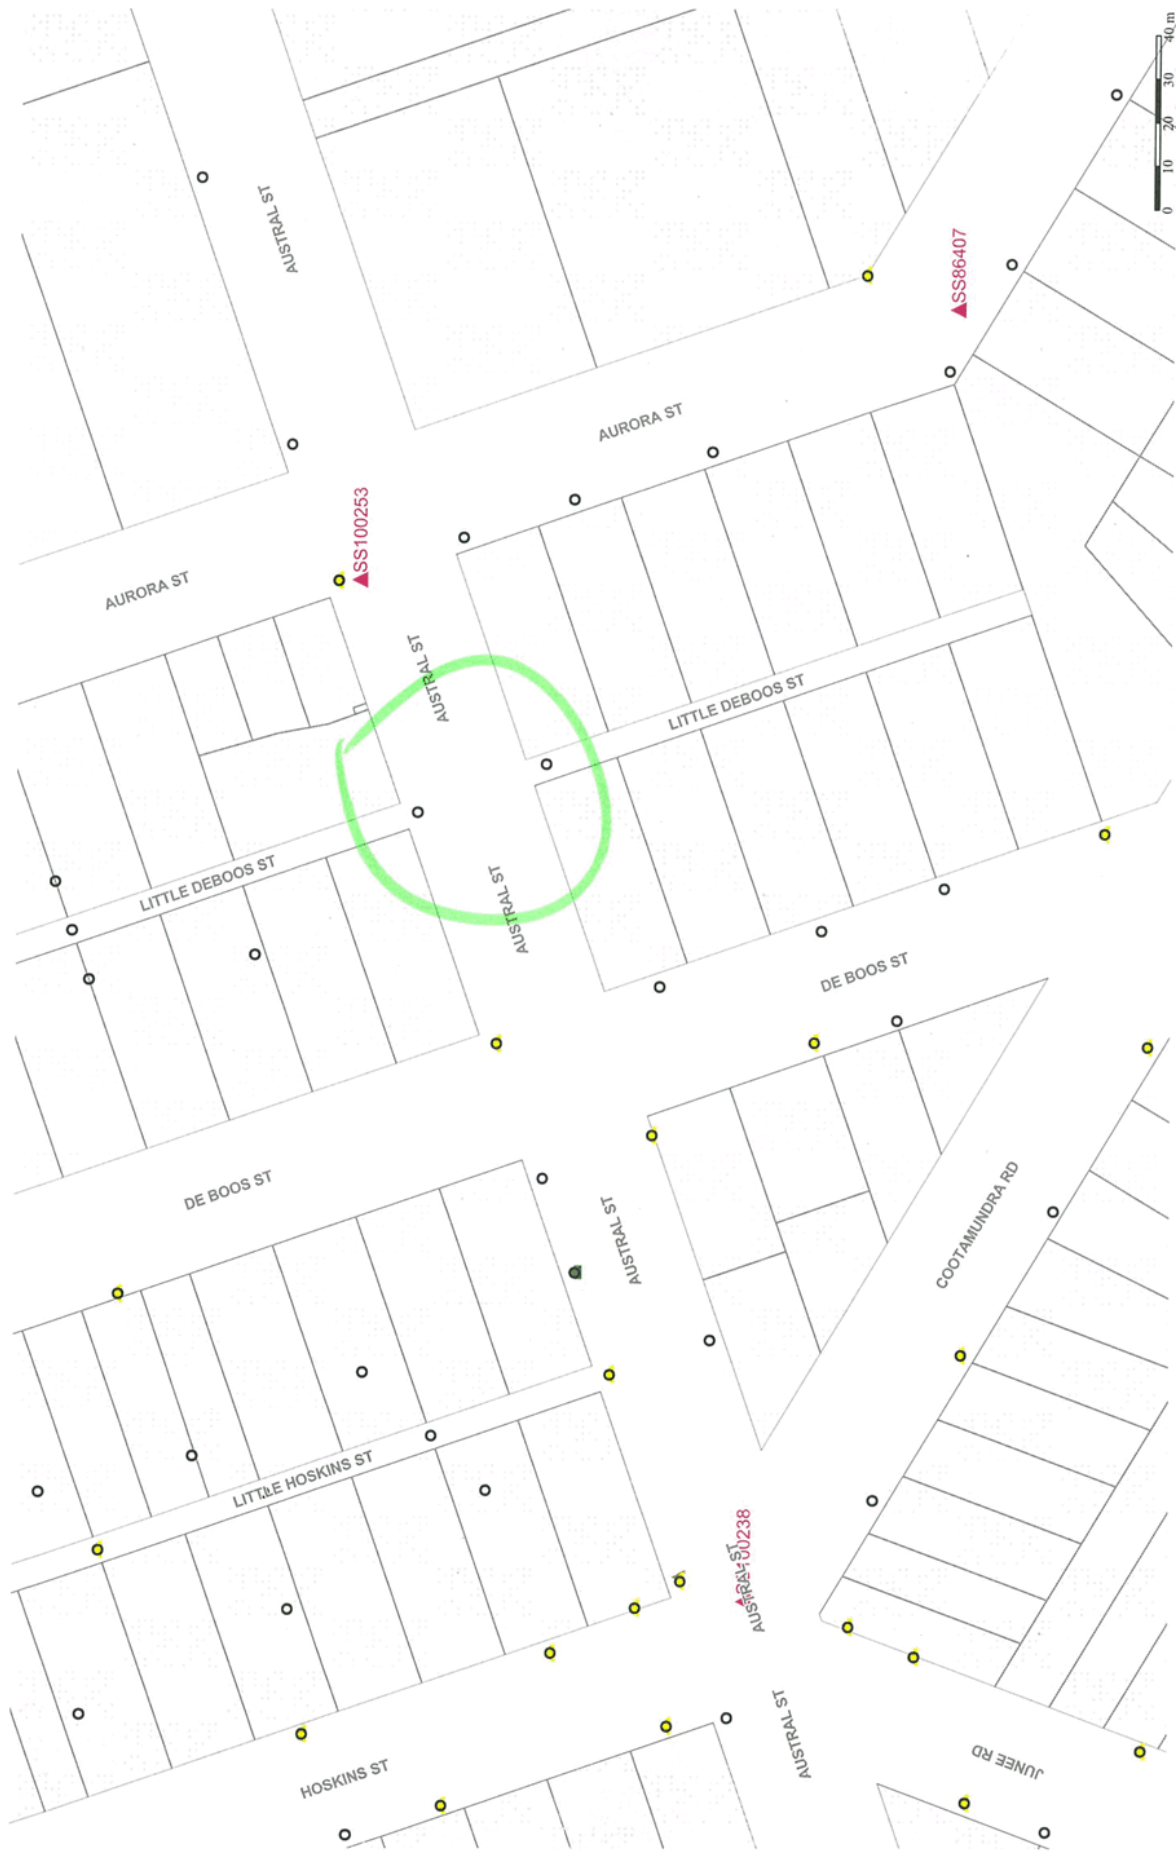 AUSTRAL ST
40 m
30
20
10
0
SS86407
AURORA ST
SS100253
AURORA ST
AUSTRAL ST
LITTLE DEBOOS ST
LITTLE DEBOOS ST
AUSTRAL ST
DE BOOS ST
DE BOOS ST
AUSTRAL ST
COOTAMUNDRA RD
LITTLE HOSKINS ST
AUSTRAL ST
HOSKINS ST
AUSTRAL ST
JUNEE RD